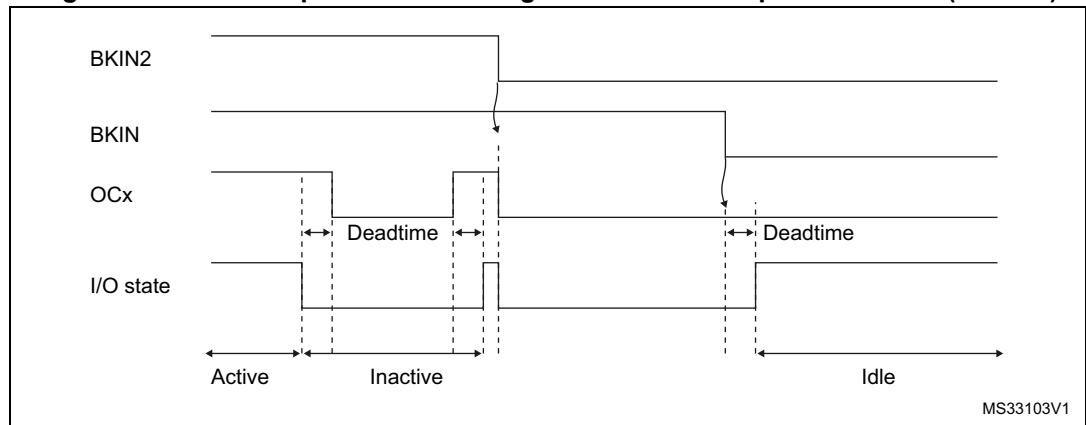 BKIN2
BKIN
OCx
Deadtime
Deadtime
I/O state
Active
Inactive
Idle
MS33103V1